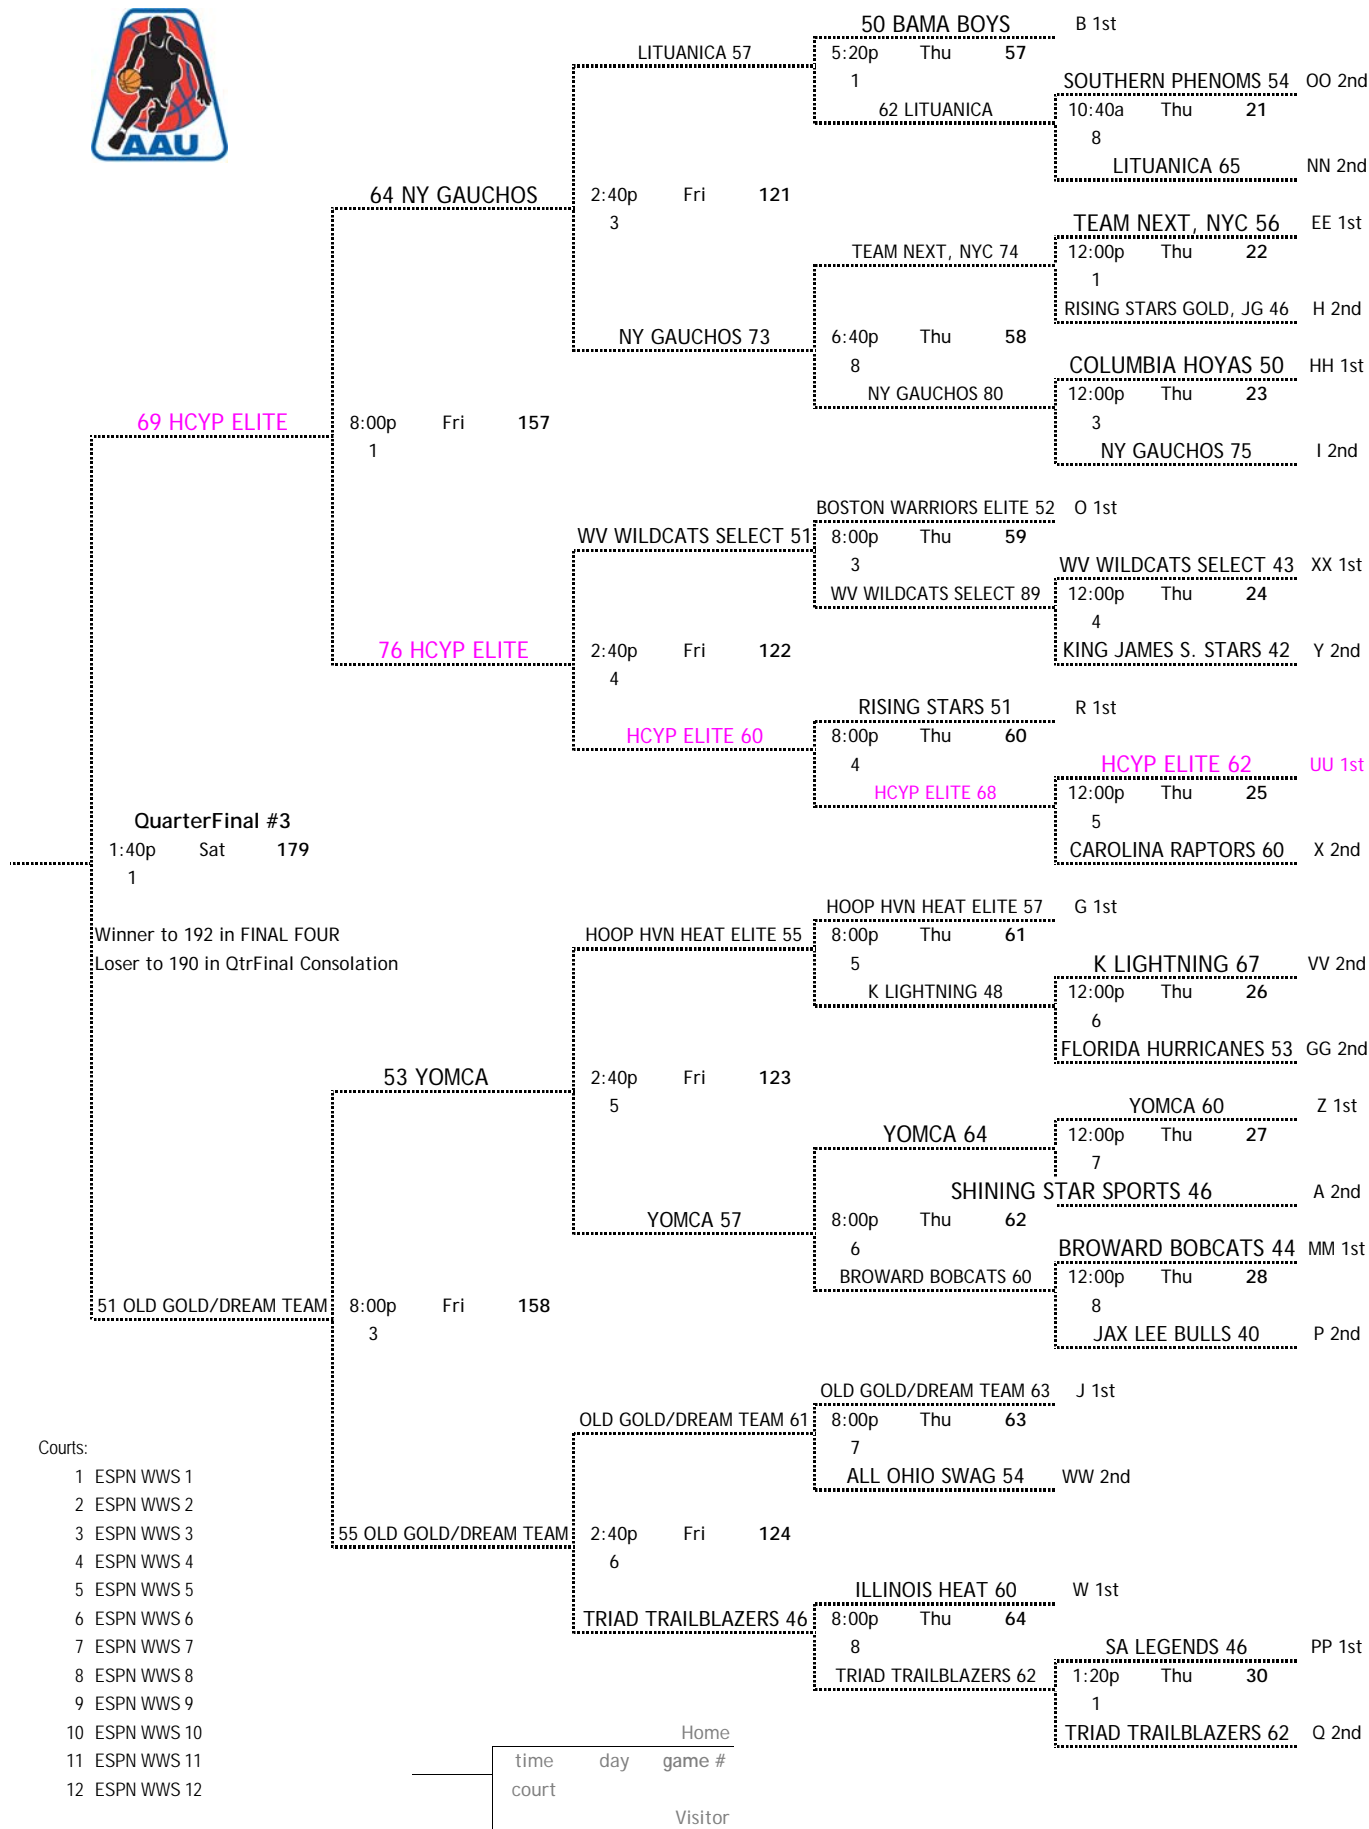 50 BAMA BOYS B 1st
LITUANICA 57 5:20p Thu 57
1 SOUTHERN PHENOMS 54 OO 2nd
62 LITUANICA 10:40a Thu 21
8
AAU
LITUANICA 65 NN 2nd
64 NY GAUCHOS 2:40p Fri 121
3 TEAM NEXT, NYC 56 EE 1st
TEAM NEXT, NYC 74 12:00p Thu 22
1
RISING STARS GOLD, JG 46 H 2nd
NY GAUCHOS 73 6:40p Thu 58
8 COLUMBIA HOYAS 50 HH 1st
NY GAUCHOS 80 12:00p Thu 23
69 HCYP ELITE 8:00p Fri 157 3
1 NY GAUCHOS 75 I 2nd
BOSTON WARRIORS ELITE 52 O 1st
WV WILDCATS SELECT 51 8:00p Thu 59
3 WV WILDCATS SELECT 43 XX 1st
WV WILDCATS SELECT 89 12:00p Thu 24
4
76 HCYP ELITE 2:40p Fri 122 KING JAMES S. STARS 42 Y 2nd
4
RISING STARS 51 R 1st
HCYP ELITE 60 8:00p Thu 60
4 HCYP ELITE 62 UU 1st
HCYP ELITE 68 12:00p Thu 25
QuarterFinal #3 5
1:40p Sat 179 CAROLINA RAPTORS 60 X 2nd
1
HOOP HVN HEAT ELITE 57 G 1st
Winner to 192 in FINAL FOUR HOOP HVN HEAT ELITE 55 8:00p Thu 61
Loser to 190 in QtrFinal Consolation 5 K LIGHTNING 67 VV 2nd
K LIGHTNING 48 12:00p Thu 26
6
FLORIDA HURRICANES 53 GG 2nd
53 YOMCA 2:40p Fri 123
5 YOMCA 60 Z 1st
YOMCA 64 12:00p Thu 27
7
SHINING STAR SPORTS 46 A 2nd
YOMCA 57 8:00p Thu 62
6 BROWARD BOBCATS 44 MM 1st
BROWARD BOBCATS 60 12:00p Thu 28
51 OLD GOLD/DREAM TEAM 8:00p Fri 158 8
3 JAX LEE BULLS 40 P 2nd
OLD GOLD/DREAM TEAM 63 J 1st
OLD GOLD/DREAM TEAM 61 8:00p Thu 63
Courts: 7
1 ESPN WWS 1 ALL OHIO SWAG 54 WW 2nd
2 ESPN WWS 2
3 ESPN WWS 3 55 OLD GOLD/DREAM TEAM 2:40p Fri 124
4 ESPN WWS 4 6
5 ESPN WWS 5 ILLINOIS HEAT 60 W 1st
6 ESPN WWS 6 TRIAD TRAILBLAZERS 46 8:00p Thu 64
7 ESPN WWS 7 8 SA LEGENDS 46 PP 1st
8 ESPN WWS 8 TRIAD TRAILBLAZERS 62 1:20p Thu 30
9 ESPN WWS 9 1
10 ESPN WWS 10 Home TRIAD TRAILBLAZERS 62 Q 2nd
11 ESPN WWS 11 time day game #
12 ESPN WWS 12 court
Visitor